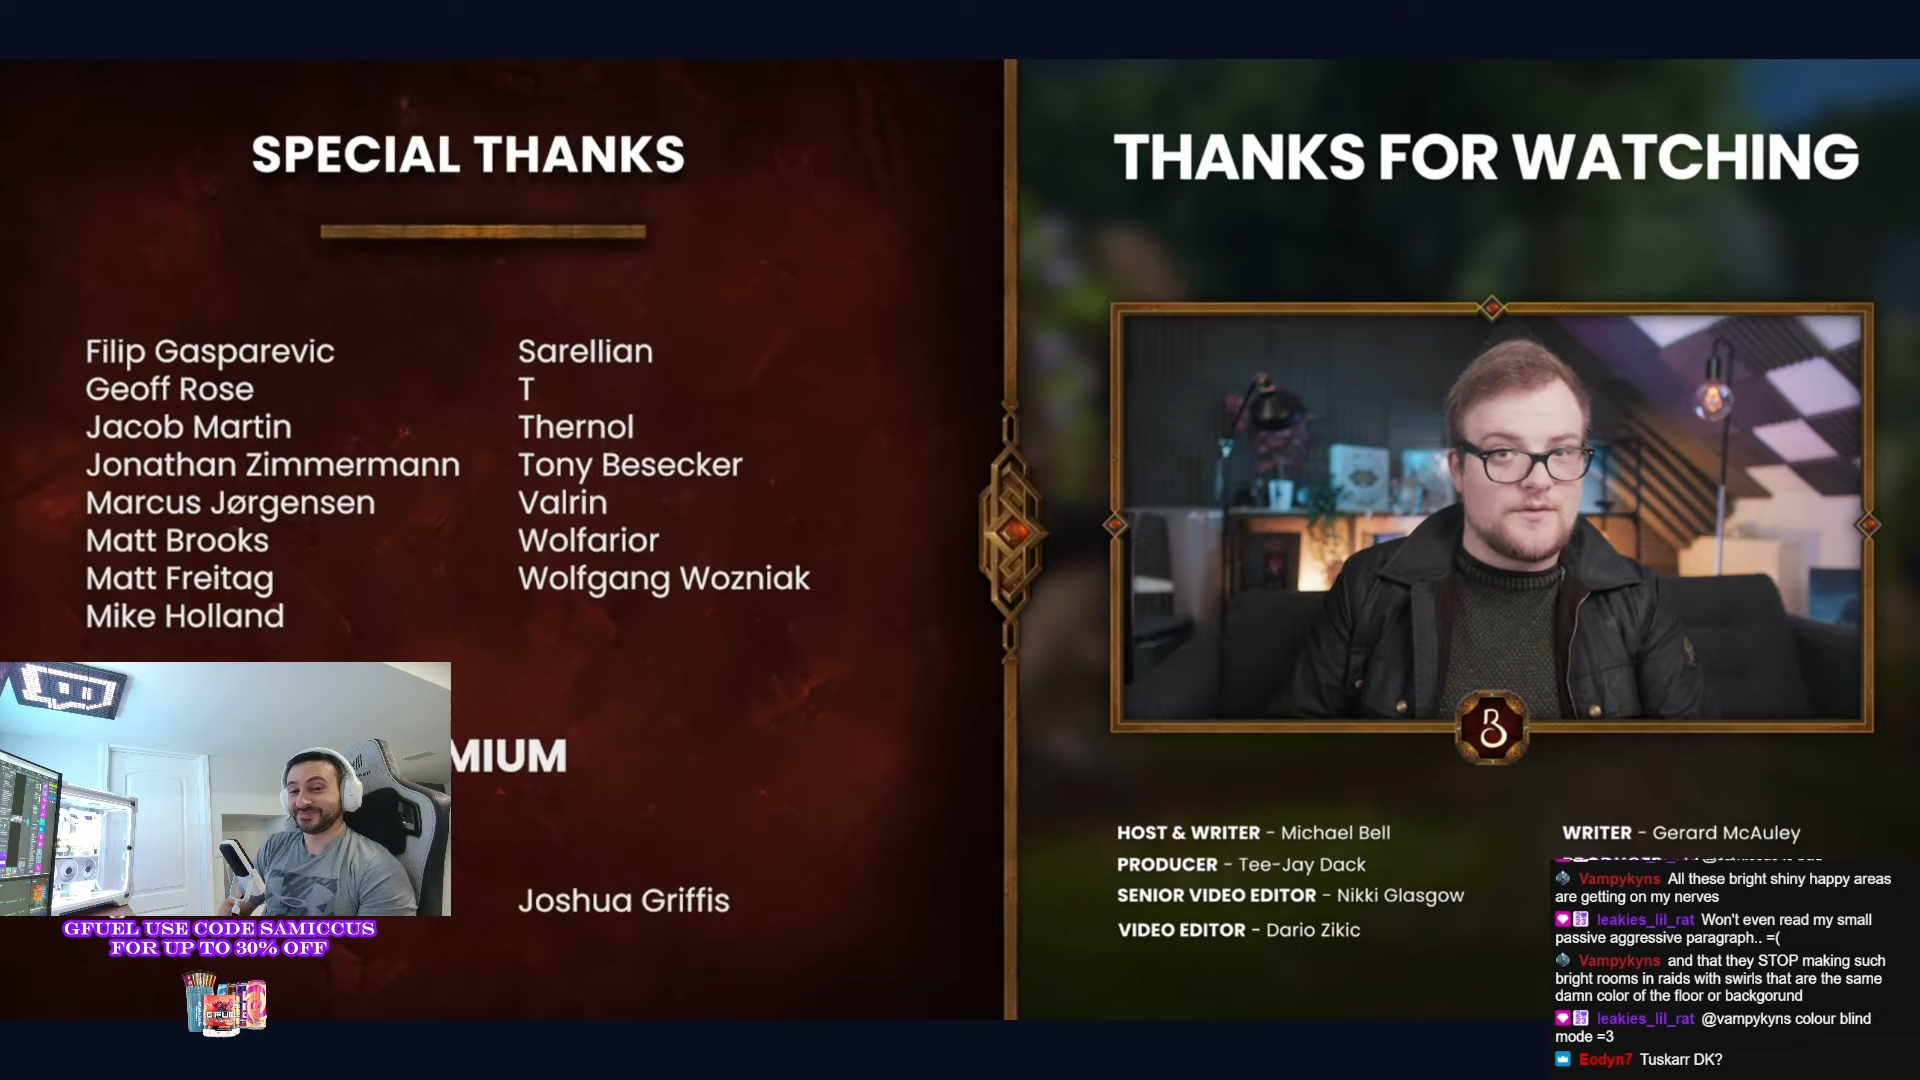 SPECIAL THANKS
Filip Gasparevic
Geoff Rose
Jacob Martin
Jonathan Zimmermann
Marcus Jørgensen
Matt Brooks
Matt Freitag
Mike Holland
Sarellian
T
Thernol
Tony Besecker
Valrin
Wolfarior
Wolfgang Wozniak
MIUM
Joshua Griffis
GFUEL USE CODE SAMICCUS
FOR UP TO 30% OFF
G FUEL
THANKS FOR WATCHING
B
HOST & WRITER - Michael Bell
PRODUCER - Tee-Jay Dack
SENIOR VIDEO EDITOR - Nikki Glasgow
VIDEO EDITOR - Dario Zikic
WRITER - Gerard McAuley
Vampykyns All these bright shiny happy areas
are getting on my nerves
leakies_lil_rat Won't even read my small
passive aggressive paragraph.. =(
Vampykyns and that they STOP making such
bright rooms in raids with swirls that are the same
damn color of the floor or backgorund
leakies_lil_rat @vampykyns colour blind
mode =3
Eodyn7 Tuskarr DK?